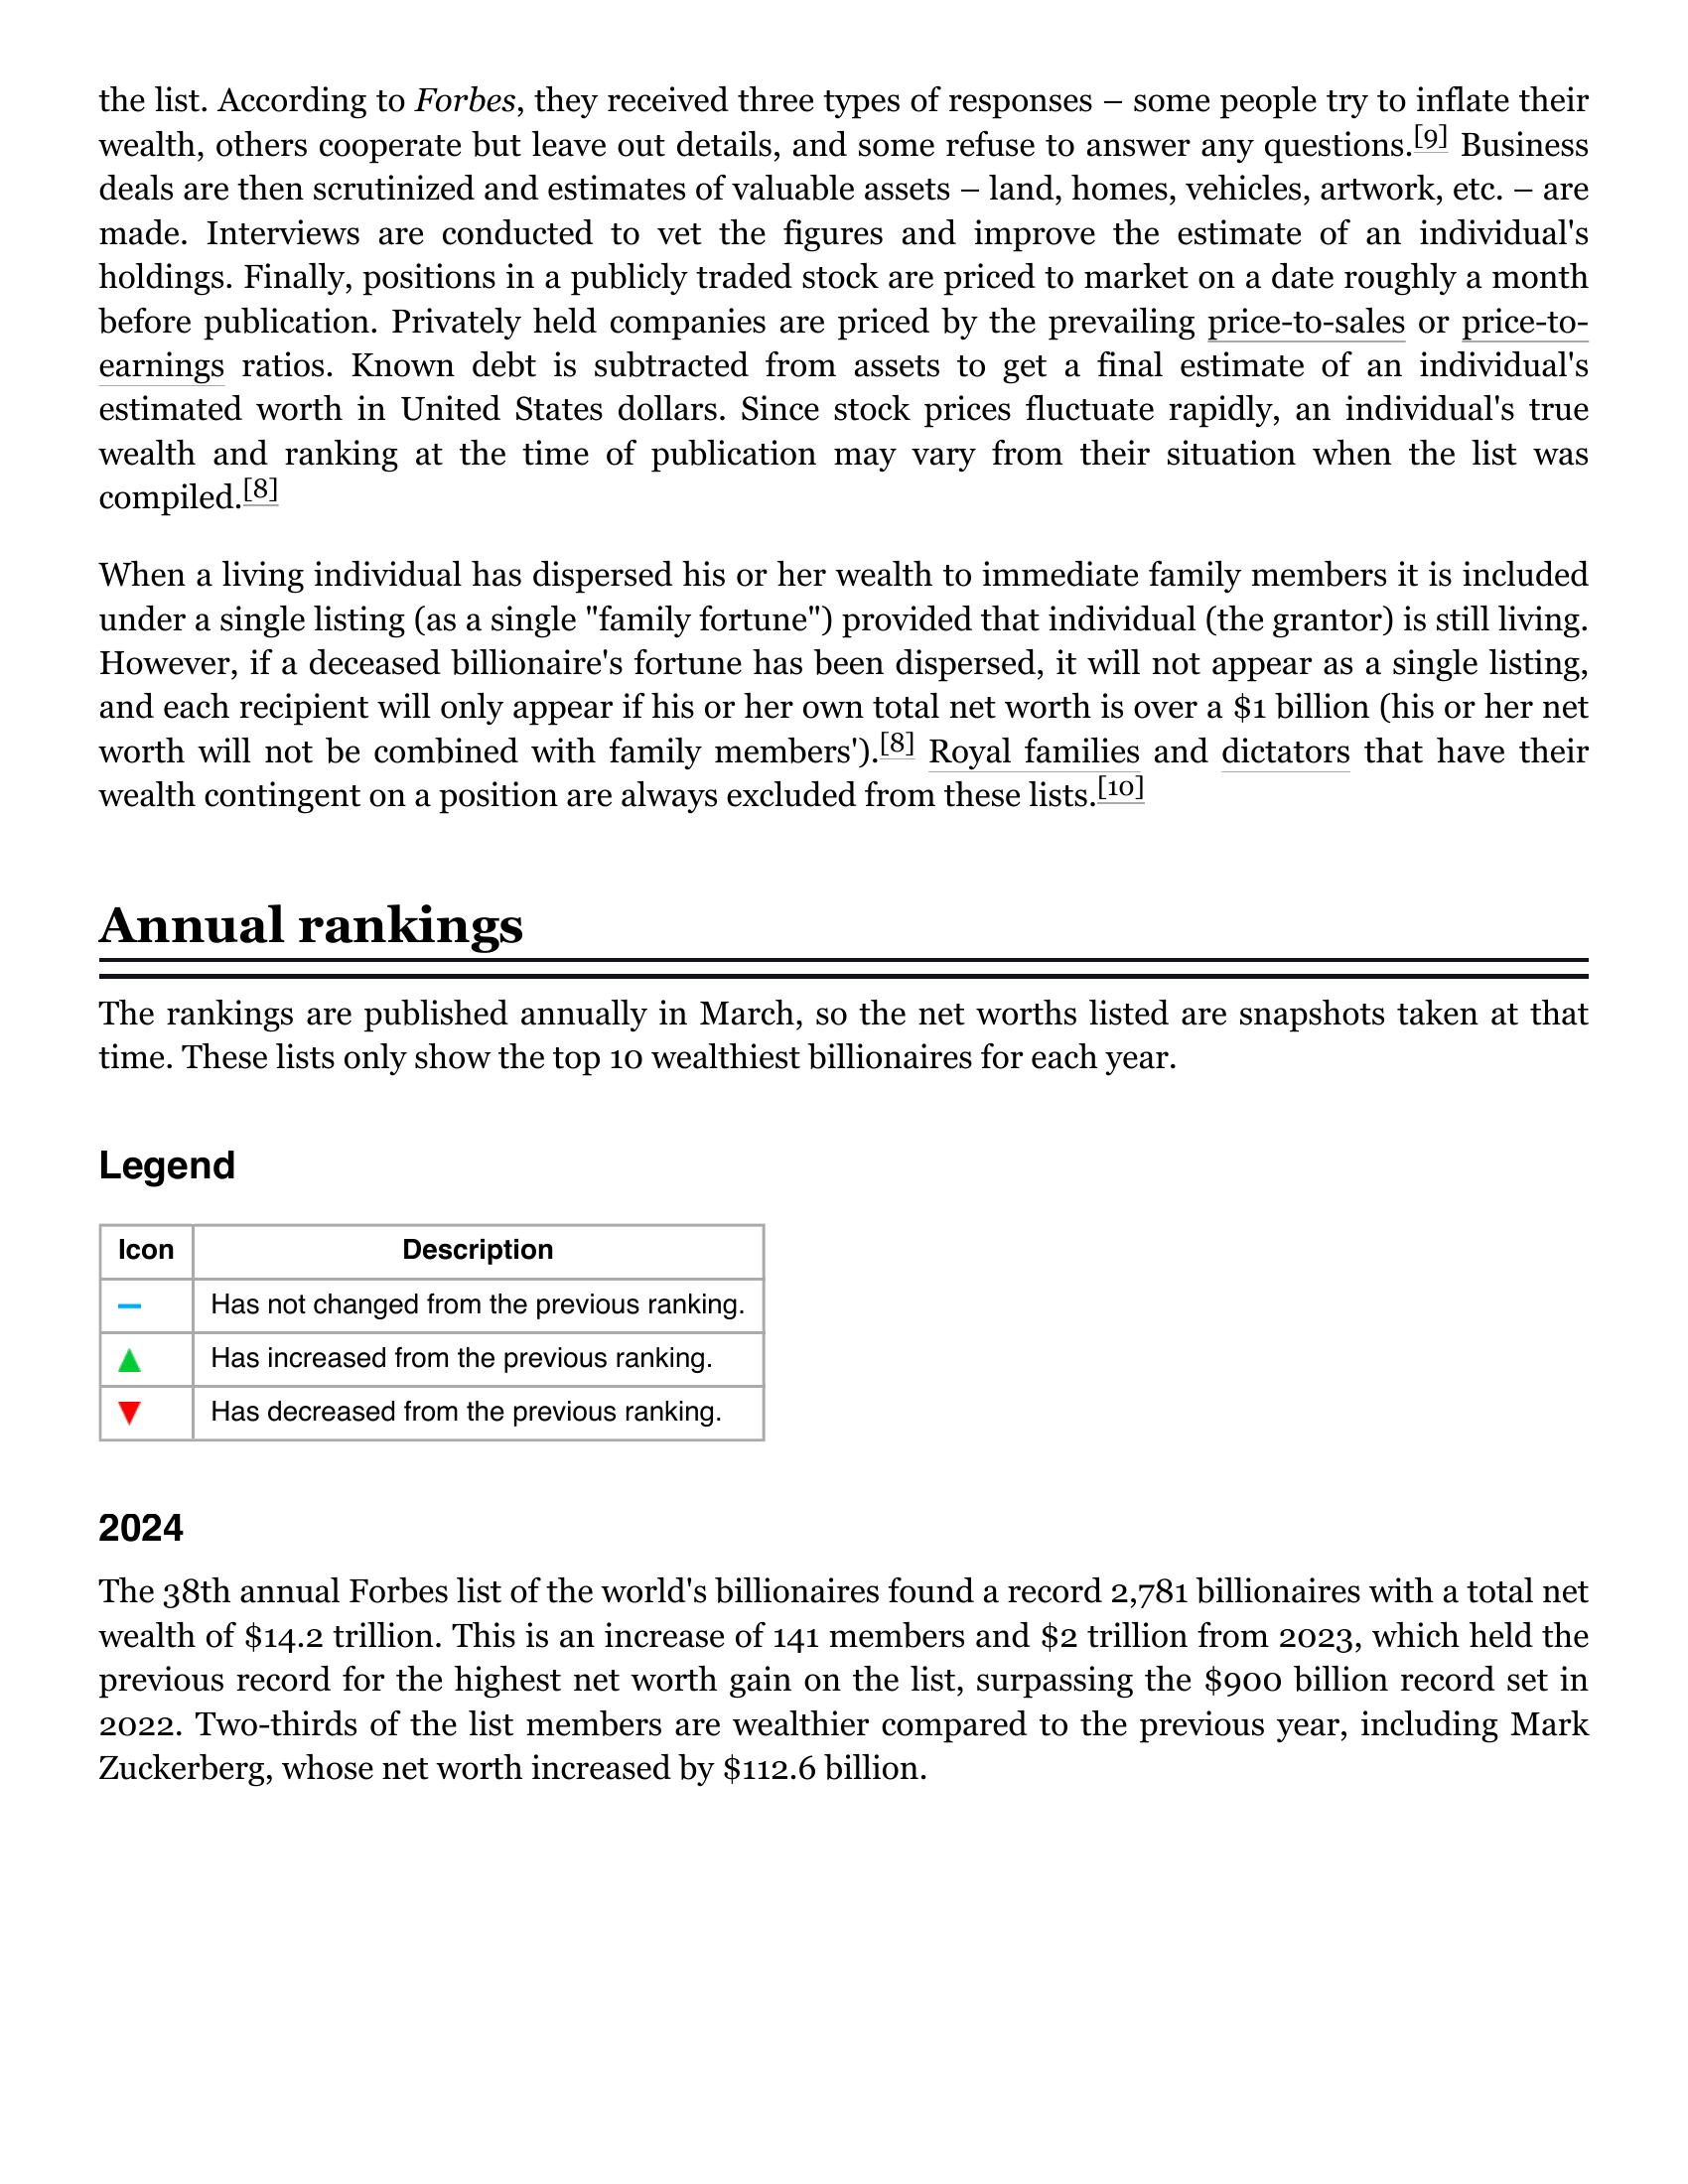 the list. According to Forbes, they received three types of responses – some people try to inflate their
wealth, others cooperate but leave out details, and some refuse to answer any questions.[9] Business
deals are then scrutinized and estimates of valuable assets – land, homes, vehicles, artwork, etc. – are
made. Interviews are conducted to vet the figures and improve the estimate of an individual's
holdings. Finally, positions in a publicly traded stock are priced to market on a date roughly a month
before publication. Privately held companies are priced by the prevailing price-to-sales or price-to-
earnings ratios. Known debt is subtracted from assets to get a final estimate of an individual's
estimated worth in United States dollars. Since stock prices fluctuate rapidly, an individual's true
wealth and ranking at the time of publication may vary from their situation when the list was
compiled.[8]
When a living individual has dispersed his or her wealth to immediate family members it is included
under a single listing (as a single "family fortune") provided that individual (the grantor) is still living.
However, if a deceased billionaire's fortune has been dispersed, it will not appear as a single listing,
and each recipient will only appear if his or her own total net worth is over a $1 billion (his or her net
worth will not be combined with family members').[8] Royal families and dictators that have their
wealth contingent on a position are always excluded from these lists.[10]
Annual rankings
The rankings are published annually in March, so the net worths listed are snapshots taken at that
time. These lists only show the top 10 wealthiest billionaires for each year.
Legend
Icon Description
Has not changed from the previous ranking.
Has increased from the previous ranking.
Has decreased from the previous ranking.
2024
The 38th annual Forbes list of the world's billionaires found a record 2,781 billionaires with a total net
wealth of $14.2 trillion. This is an increase of 141 members and $2 trillion from 2023, which held the
previous record for the highest net worth gain on the list, surpassing the $900 billion record set in
2022. Two-thirds of the list members are wealthier compared to the previous year, including Mark
Zuckerberg, whose net worth increased by $112.6 billion.